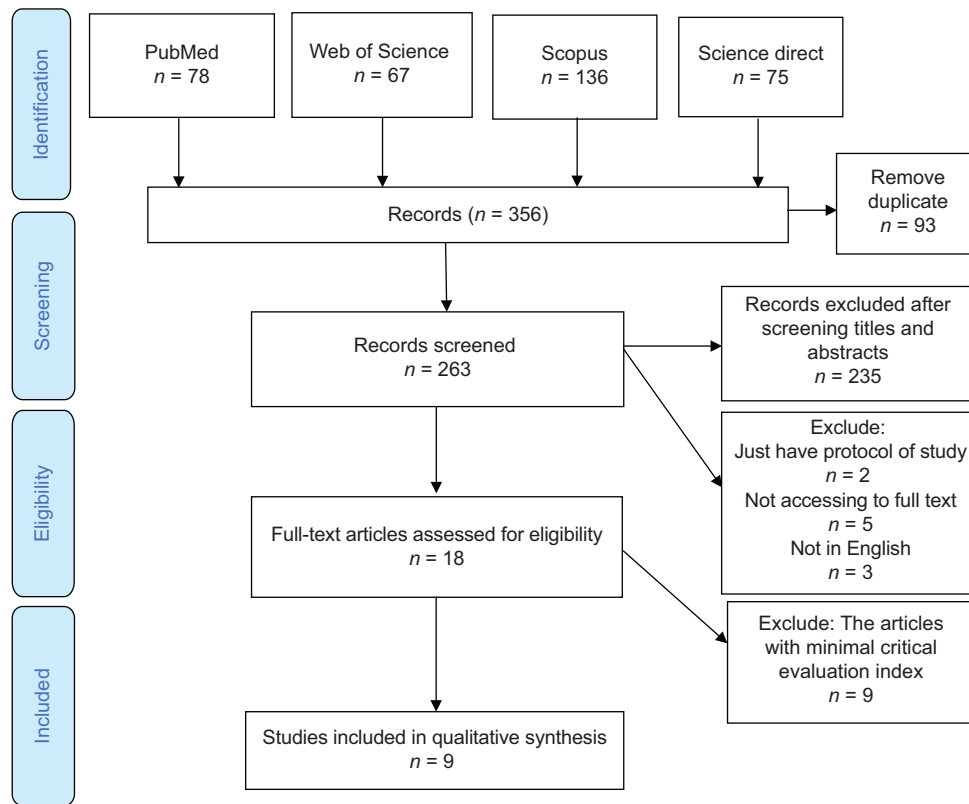 Identification
PubMed
n = 78
Web of Science
n = 67
Scopus
n = 136
Science direct
n = 75
Records (n = 356)
Remove
duplicate
n = 93
Screening
Records screened
n = 263
Records excluded after
screening titles and
abstracts
n = 235
Exclude:
Just have protocol of study
n = 2
Not accessing to full text
n = 5
Not in English
n = 3
Eligibility
Full-text articles assessed for eligibility
n = 18
Exclude: The articles
with minimal critical
evaluation index
n = 9
Included
Studies included in qualitative synthesis
n = 9